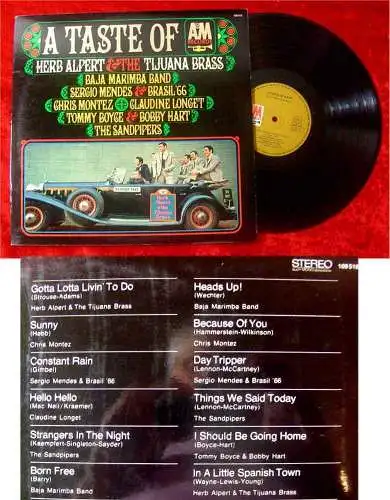 A TASTE OF
A&M
RECORDS
HERB ALPERT & THE TIJUANA BRASS
BAJA MARIMBA BAND
SERGIO MENDES & BRASIL '66
CHRIS MONTEZ & CLAUDINE LONGET
TOMMY BOYCE & BOBBY HART
THE SANDPIPERS
STEREO
Gotta Lotta Livin' To Do
(Strouse-Adams)
Herb Alpert & The Tijuana Brass
Sunny
(Hebb)
Chris Montez
Constant Rain
(Gimbel)
Sergio Mendes & Brasil '66
Hello Hello
(Mac Neil/Kraemer)
Claudine Longet
Strangers In The Night
(Kaempfert-Singleton-Snyder)
The Sandpipers
Born Free
(Barry)
Baja Marimba Band
Heads Up!
(Wechter)
Baja Marimba Band
Because Of You
(Hammerstein-Wilkinson)
Chris Montez
Day Tripper
(Lennon-McCartney)
Sergio Mendes & Brasil '66
Things We Said Today
(Lennon-McCartney)
The Sandpipers
I Should Be Going Home
(Boyce-Hart)
Tommy Boyce & Bobby Hart
In A Little Spanish Town
(Wayne-Lewis-Young)
Herb Alpert & The Tijuana Brass